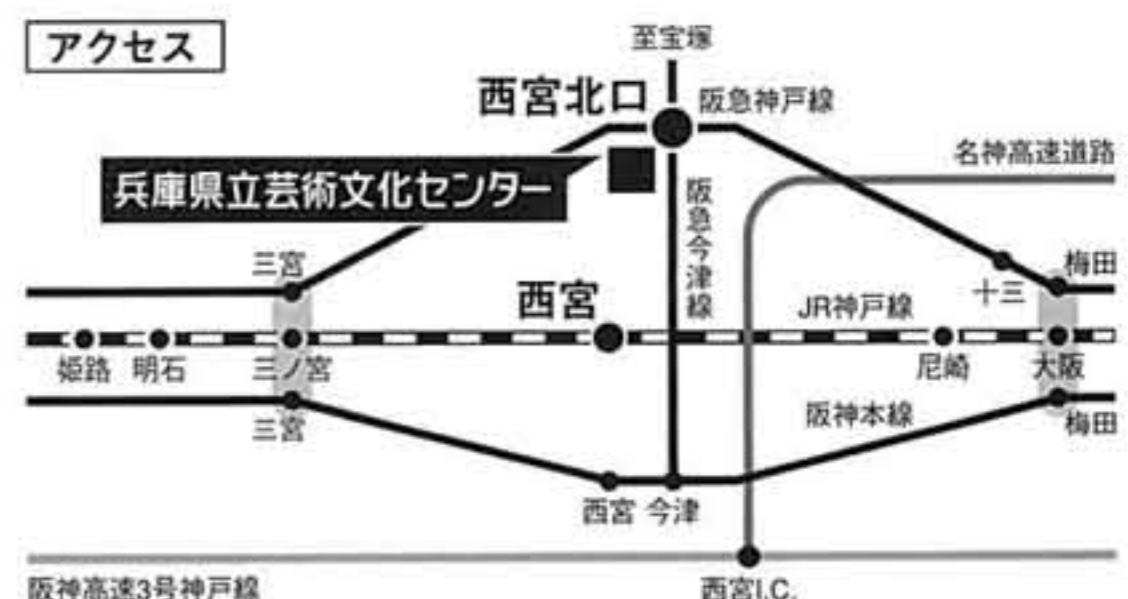 アクセス
至宝塚
西宮北口
阪急神戸線
名神高速道路
兵庫県立芸術文化センター
阪急今津線
三宮
梅田
十三
西宮
JR神戸線
姫路
明石
三ノ宮
尼崎
大阪
三宮
阪神本線
梅田
西宮
今津
阪神高速3号神戸線
西宮I.C.